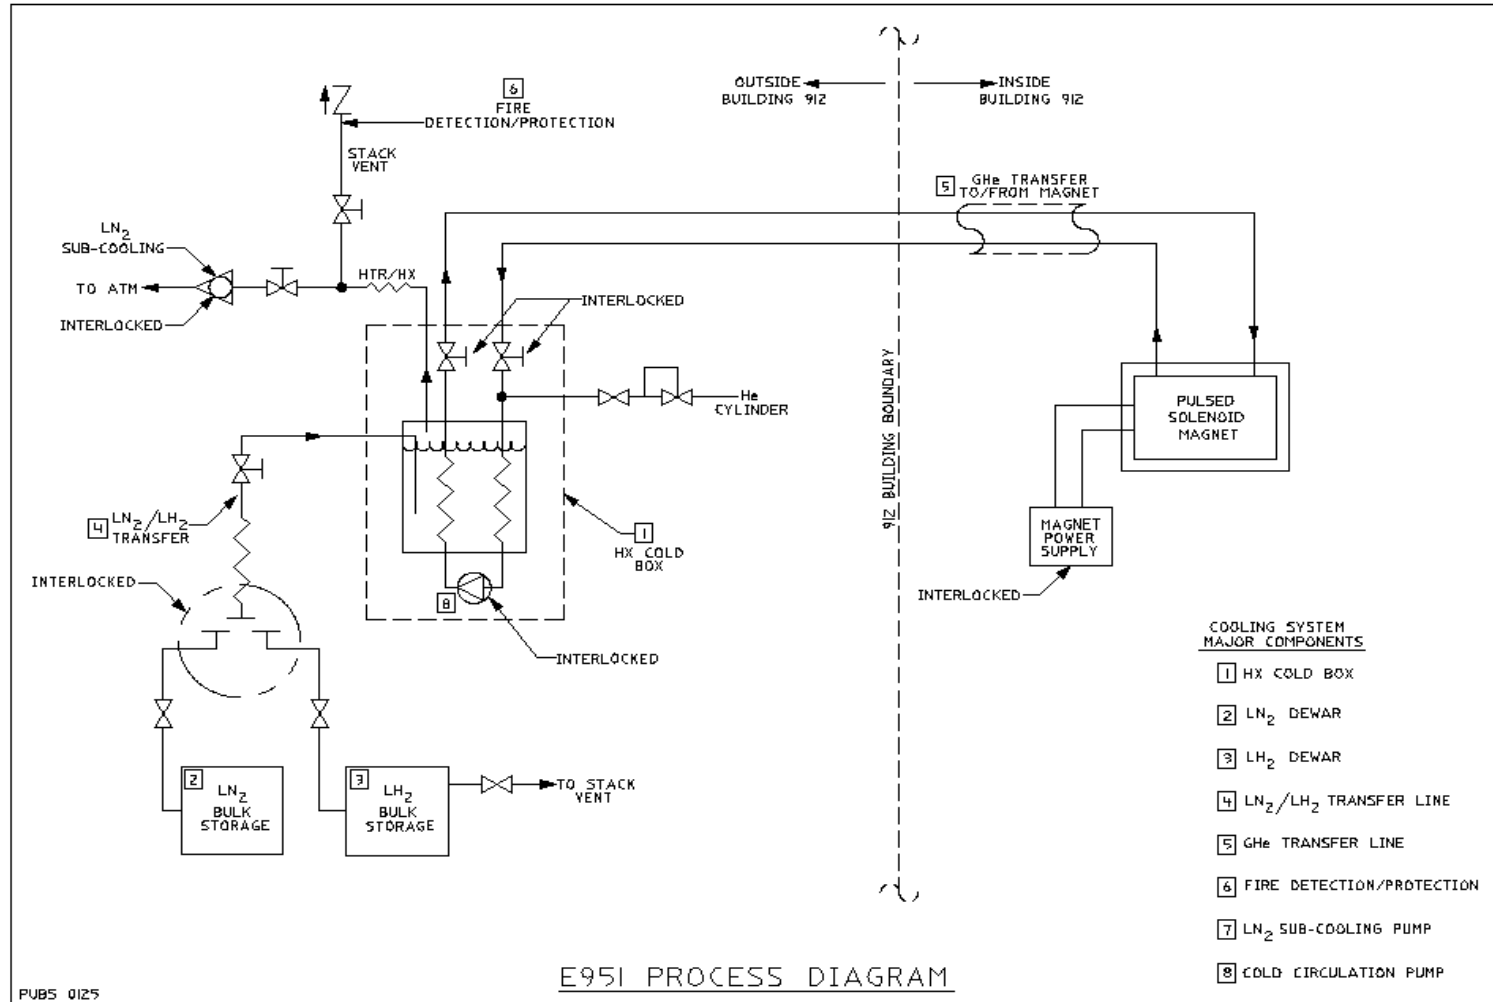 OUTSIDE
BUILDING 912
INSIDE
BUILDING 912
6
FIRE
DETECTION/PROTECTION
STACK
VENT
5
GHe TRANSFER
TO/FROM MAGNET
LN2
SUB-COOLING
TO ATM
HTR/HX
INTERLOCKED
INTERLOCKED
He
CYLINDER
912 BUILDING BOUNDARY
PULSED
SOLENOID
MAGNET
4
LN2/LH2
TRANSFER
1
HX COLD
BOX
MAGNET
POWER
SUPPLY
INTERLOCKED
8
INTERLOCKED
INTERLOCKED
2
LN2
BULK
STORAGE
3
LH2
BULK
STORAGE
TO STACK
VENT
COOLING SYSTEM
MAJOR COMPONENTS
1 HX COLD BOX
2 LN2 DEWAR
3 LH2 DEWAR
4 LN2/LH2 TRANSFER LINE
5 GHe TRANSFER LINE
6 FIRE DETECTION/PROTECTION
7 LN2 SUB-COOLING PUMP
8 COLD CIRCULATION PUMP
E951 PROCESS DIAGRAM
PUBS 0125